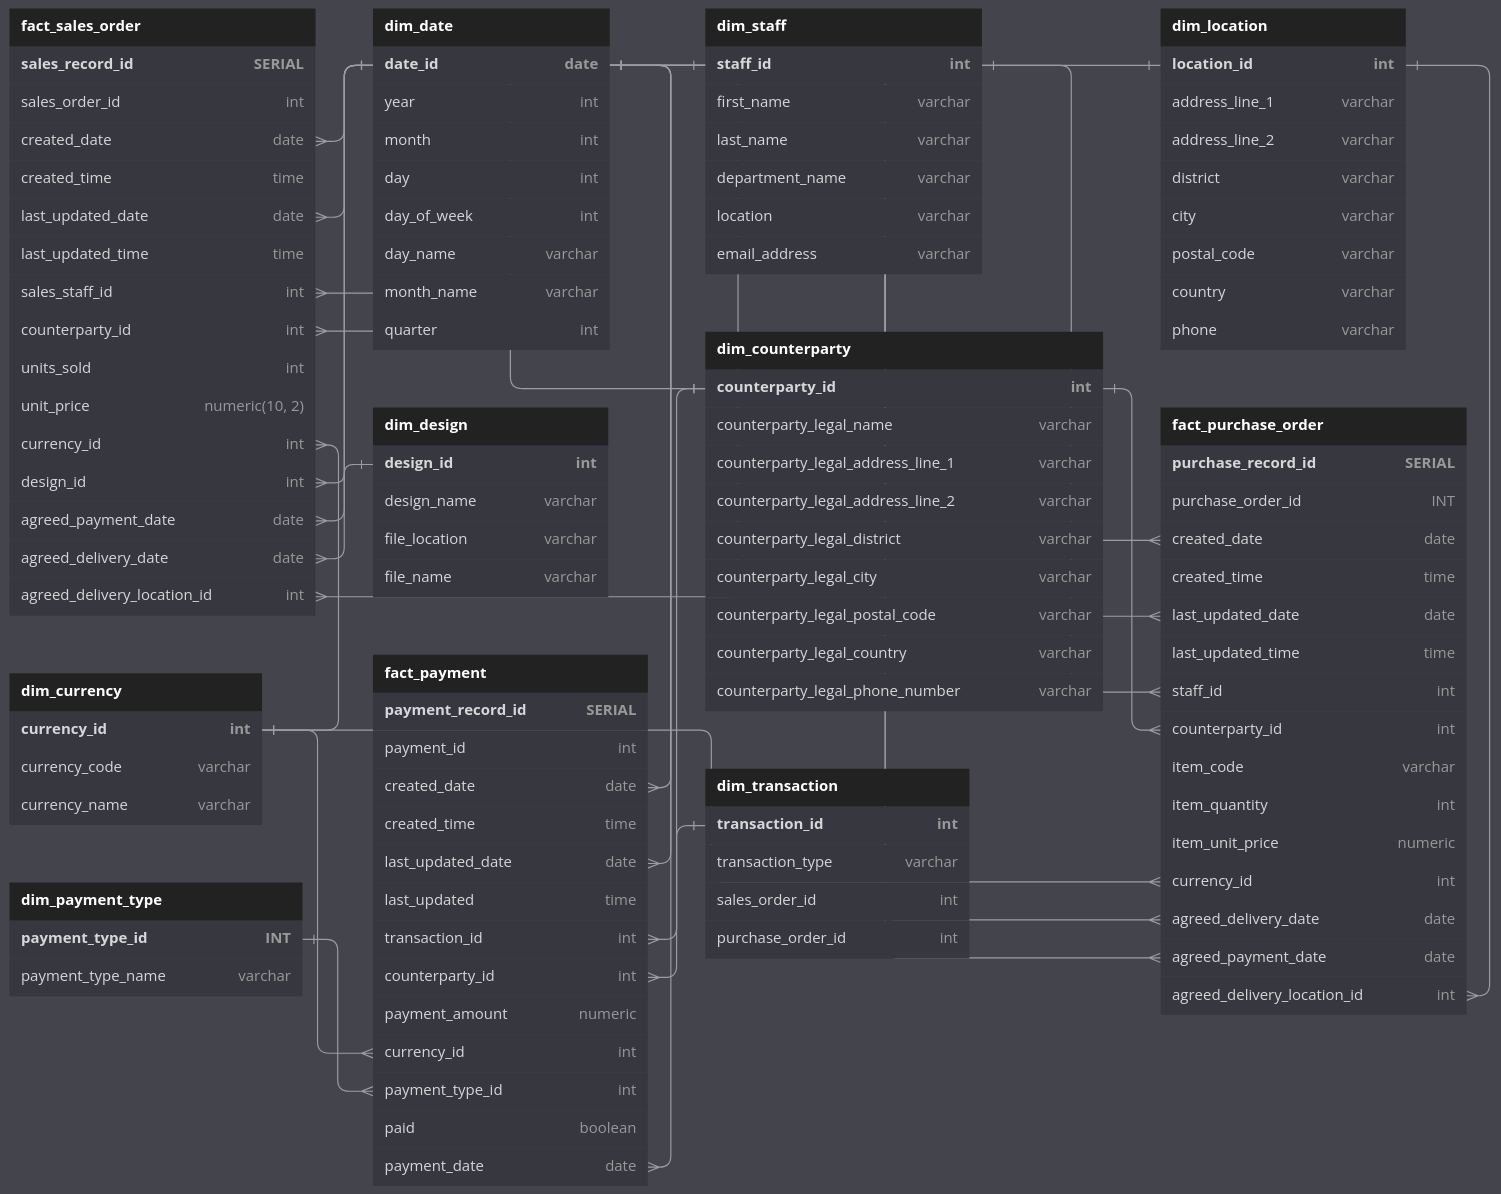 fact_sales_order
sales_record_id SERIAL
sales_order_id int
created_date date
created_time time
last_updated_date date
last_updated_time time
sales_staff_id int
counterparty_id int
units_sold int
unit_price numeric(10, 2)
currency_id int
design_id int
agreed_payment_date date
agreed_delivery_date date
agreed_delivery_location_id int
dim_date
date_id date
year int
month int
day int
day_of_week int
day_name varchar
month_name varchar
quarter int
dim_staff
staff_id int
first_name varchar
last_name varchar
department_name varchar
location varchar
email_address varchar
dim_location
location_id int
address_line_1 varchar
address_line_2 varchar
district varchar
city varchar
postal_code varchar
country varchar
phone varchar
dim_design
design_id int
design_name varchar
file_location varchar
file_name varchar
dim_counterparty
counterparty_id int
counterparty_legal_name varchar
counterparty_legal_address_line_1 varchar
counterparty_legal_address_line_2 varchar
counterparty_legal_district varchar
counterparty_legal_city varchar
counterparty_legal_postal_code varchar
counterparty_legal_country varchar
counterparty_legal_phone_number varchar
fact_purchase_order
purchase_record_id SERIAL
purchase_order_id INT
created_date date
created_time time
last_updated_date date
last_updated_time time
staff_id int
counterparty_id int
item_code varchar
item_quantity int
item_unit_price numeric
currency_id int
agreed_delivery_date date
agreed_payment_date date
agreed_delivery_location_id int
dim_currency
currency_id int
currency_code varchar
currency_name varchar
fact_payment
payment_record_id SERIAL
payment_id int
created_date date
created_time time
last_updated_date date
last_updated time
transaction_id int
counterparty_id int
payment_amount numeric
currency_id int
payment_type_id int
paid boolean
payment_date date
dim_transaction
transaction_id int
transaction_type varchar
sales_order_id int
purchase_order_id int
dim_payment_type
payment_type_id INT
payment_type_name varchar